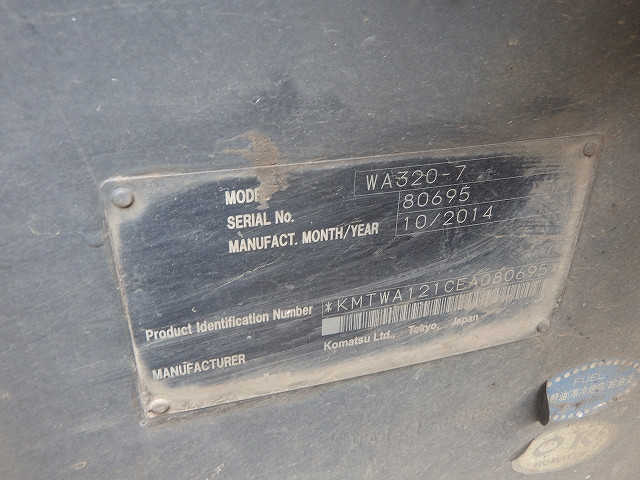 WA320-7
SERIAL No. 80695
MANUFACT. MONTH/YEAR 10/2014
Product Identification Number *KMTWA121CEA080695
MANUFACTURER Komatsu Ltd., Tokyo, Japan
FUEL
OK